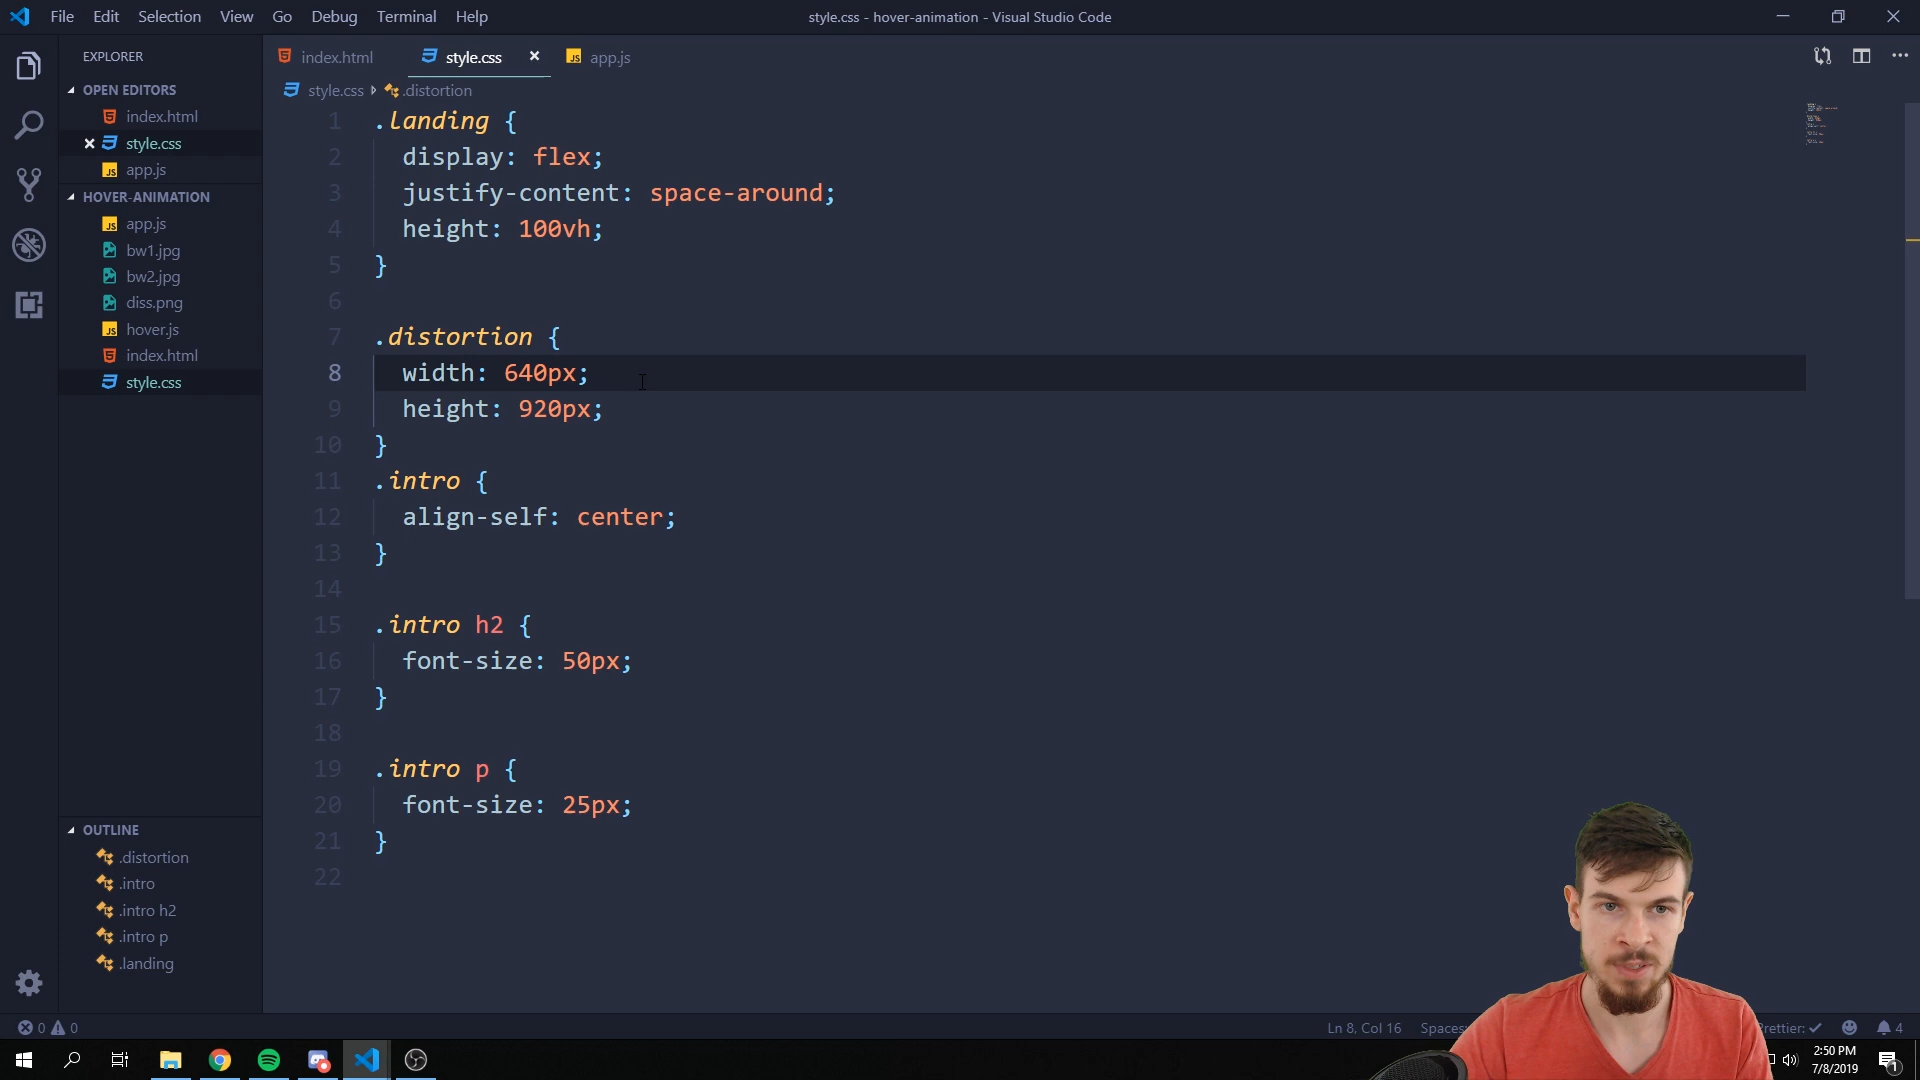 File Edit Selection View Go Debug Terminal Help
style.css - hover-animation - Visual Studio Code
EXPLORER
OPEN EDITORS
index.html
style.css
app.js
HOVER-ANIMATION
app.js
bw1.jpg
bw2.jpg
diss.png
hover.js
index.html
style.css
OUTLINE
.distortion
.intro
.intro h2
.intro p
.landing
index.html style.css app.js
style.css .distortion
1 .landing {
2 display: flex;
3 justify-content: space-around;
4 height: 100vh;
5 }
6
7 .distortion {
8 width: 640px;
9 height: 920px;
10 }
11 .intro {
12 align-self: center;
13 }
14
15 .intro h2 {
16 font-size: 50px;
17 }
18
19 .intro p {
20 font-size: 25px;
21 }
22
0 0
Ln 8, Col 16 Spaces rettier: 4
2:50 PM
7/8/2019
1